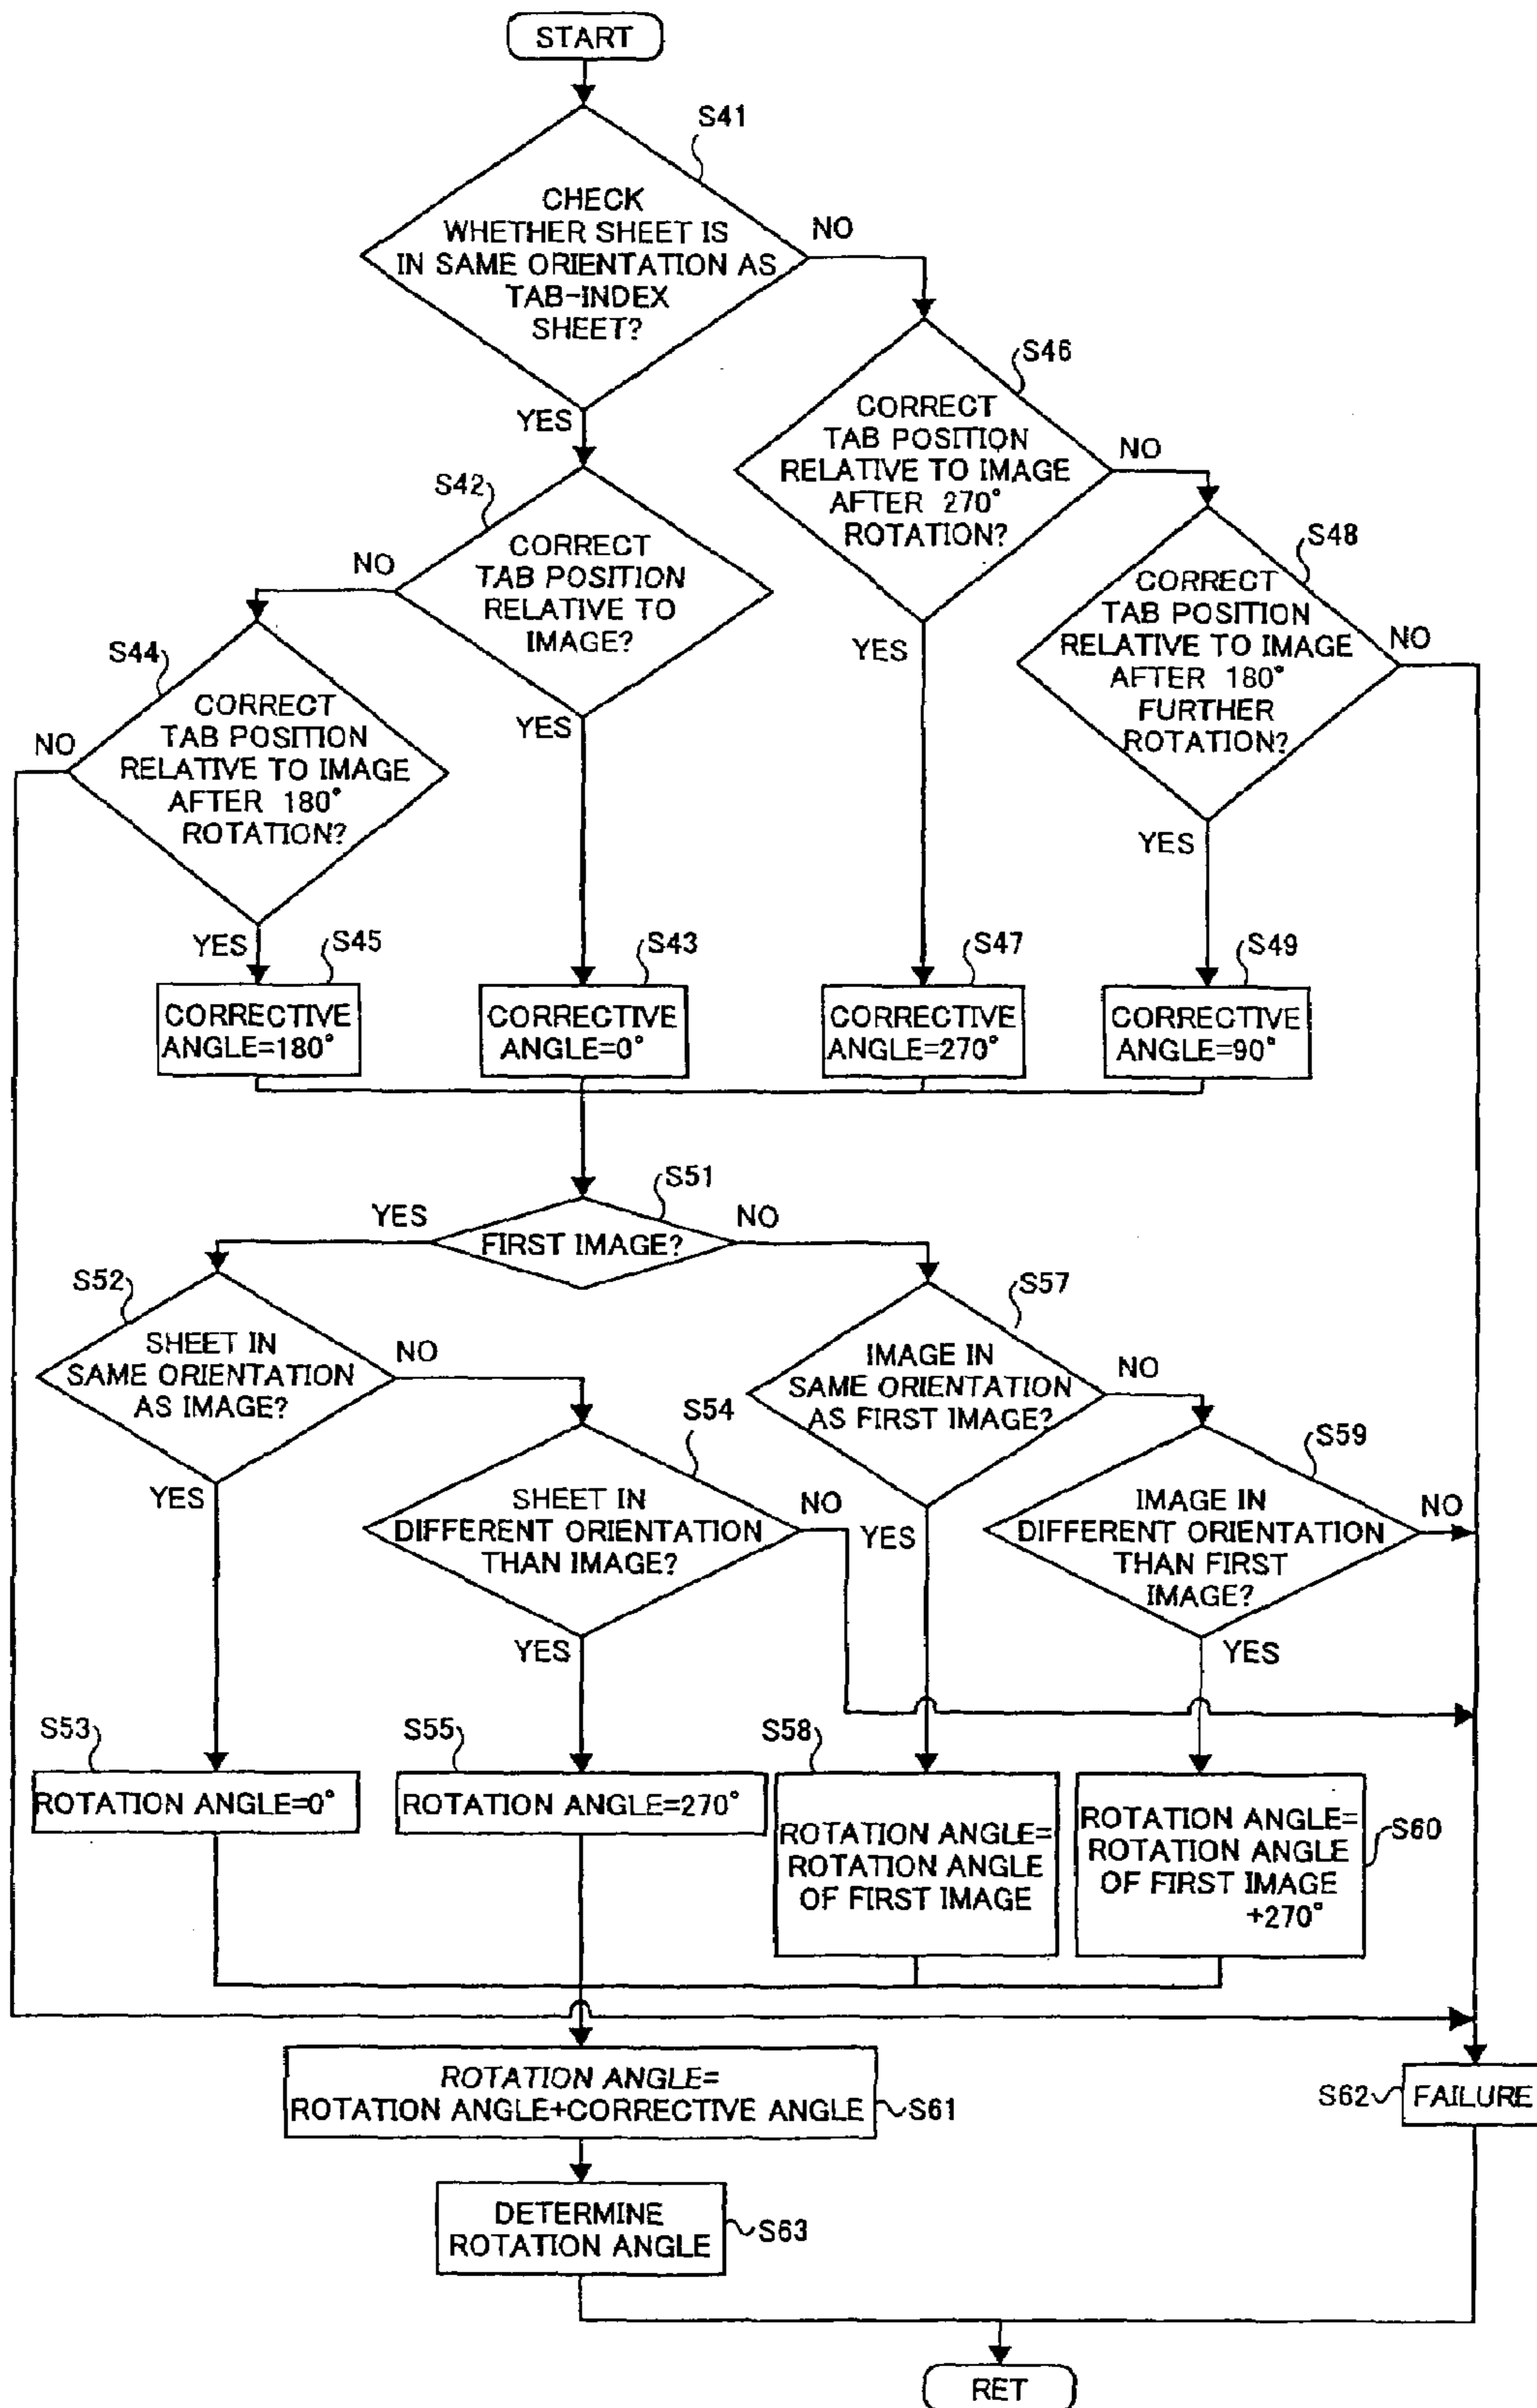 START
S41
CHECK
WHETHER SHEET IS
IN SAME ORIENTATION AS
TAB-INDEX
SHEET?
NO
YES
S46
CORRECT
TAB POSITION
RELATIVE TO IMAGE
AFTER 270°
ROTATION?
NO
YES
S42
CORRECT
TAB POSITION
RELATIVE TO
IMAGE?
NO
YES
S48
CORRECT
TAB POSITION
RELATIVE TO IMAGE
AFTER 180°
FURTHER
ROTATION?
NO
YES
S44
CORRECT
TAB POSITION
RELATIVE TO IMAGE
AFTER 180°
ROTATION?
NO
YES
S45
CORRECTIVE
ANGLE=180°
S43
CORRECTIVE
ANGLE=0°
S47
CORRECTIVE
ANGLE=270°
S49
CORRECTIVE
ANGLE=90°
S51
YES
FIRST IMAGE?
NO
S52
SHEET IN
SAME ORIENTATION
AS IMAGE?
NO
YES
S57
IMAGE IN
SAME ORIENTATION
AS FIRST IMAGE?
NO
YES
S54
SHEET IN
DIFFERENT ORIENTATION
THAN IMAGE?
NO
YES
S59
IMAGE IN
DIFFERENT ORIENTATION
THAN FIRST
IMAGE?
NO
YES
S53
ROTATION ANGLE=0°
S55
ROTATION ANGLE=270°
S58
ROTATION ANGLE=
ROTATION ANGLE
OF FIRST IMAGE
ROTATION ANGLE=
ROTATION ANGLE
OF FIRST IMAGE
+270°
S60
ROTATION ANGLE=
ROTATION ANGLE+CORRECTIVE ANGLE
S61
S62
FAILURE
DETERMINE
ROTATION ANGLE
S63
RET